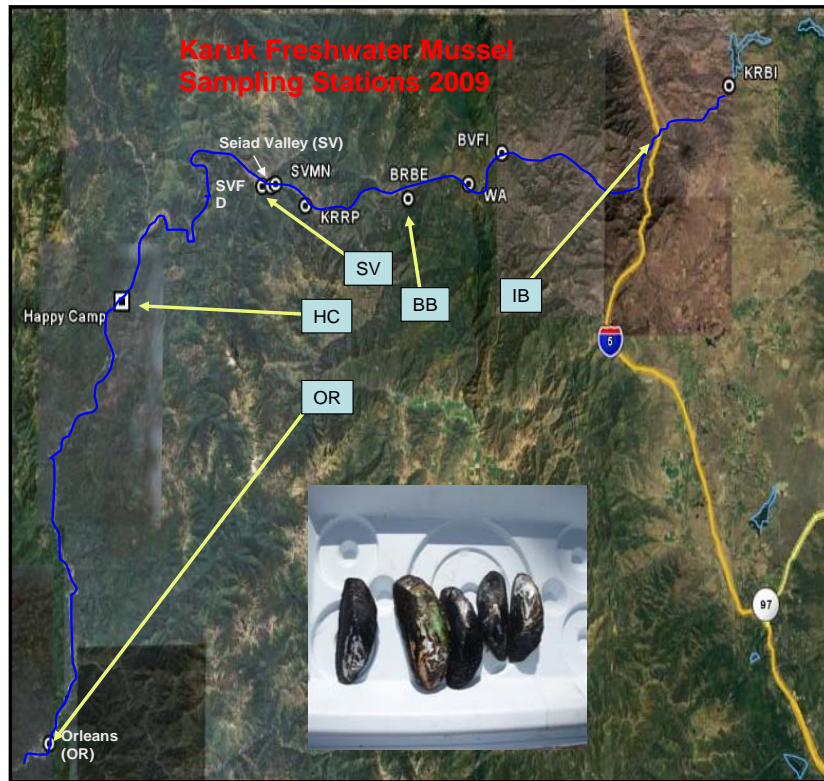 Karuk Freshwater Mussel
Sampling Stations 2009
KRBI
Seiad Valley (SV)
BVFI
SVMN
BRBE
SVF
D
WA
KRRP
SV
BB
IB
Happy Camp
HC
5
OR
97
Orleans
(OR)